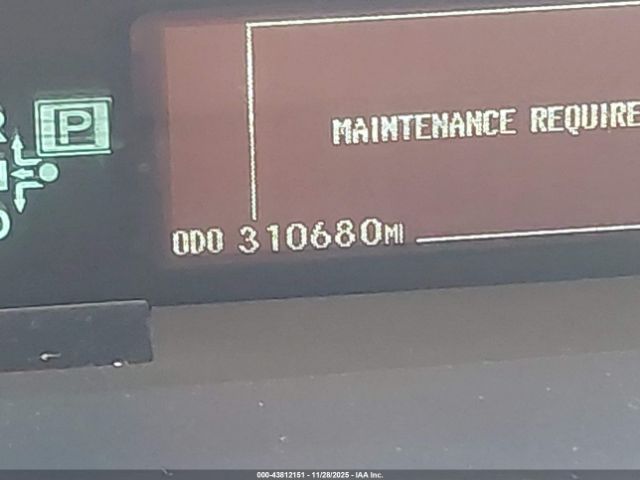 R
P
N
D
MAINTENANCE REQUIRE
ODO 310680MI
000-43812151 - 11/28/2025 - IAA Inc.